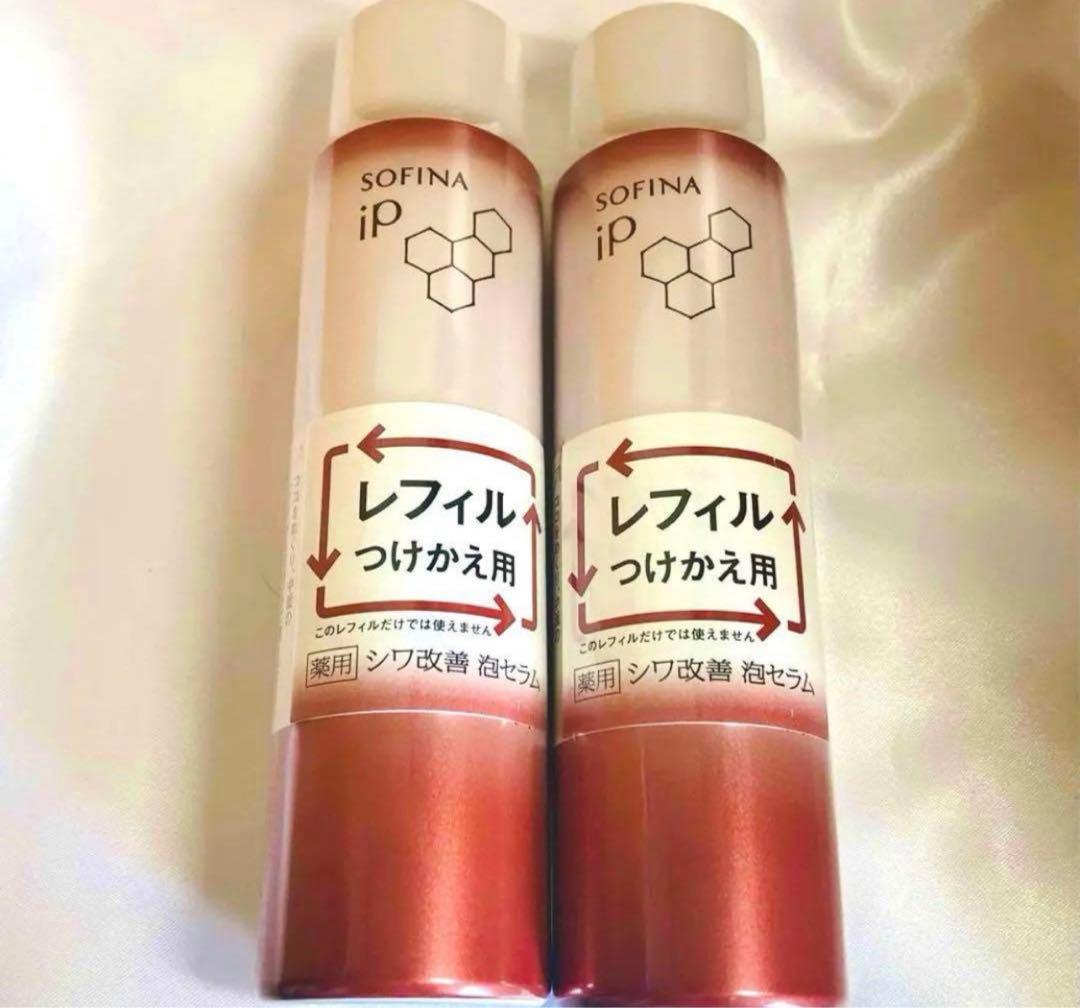 SOFINA
iP
レフィル
つけかえ用
このレフィルだけでは使えません
薬用 シワ改善 泡セラム
SOFINA
iP
レフィル
つけかえ用
このレフィルだけでは使えません
薬用 シワ改善 泡セラム